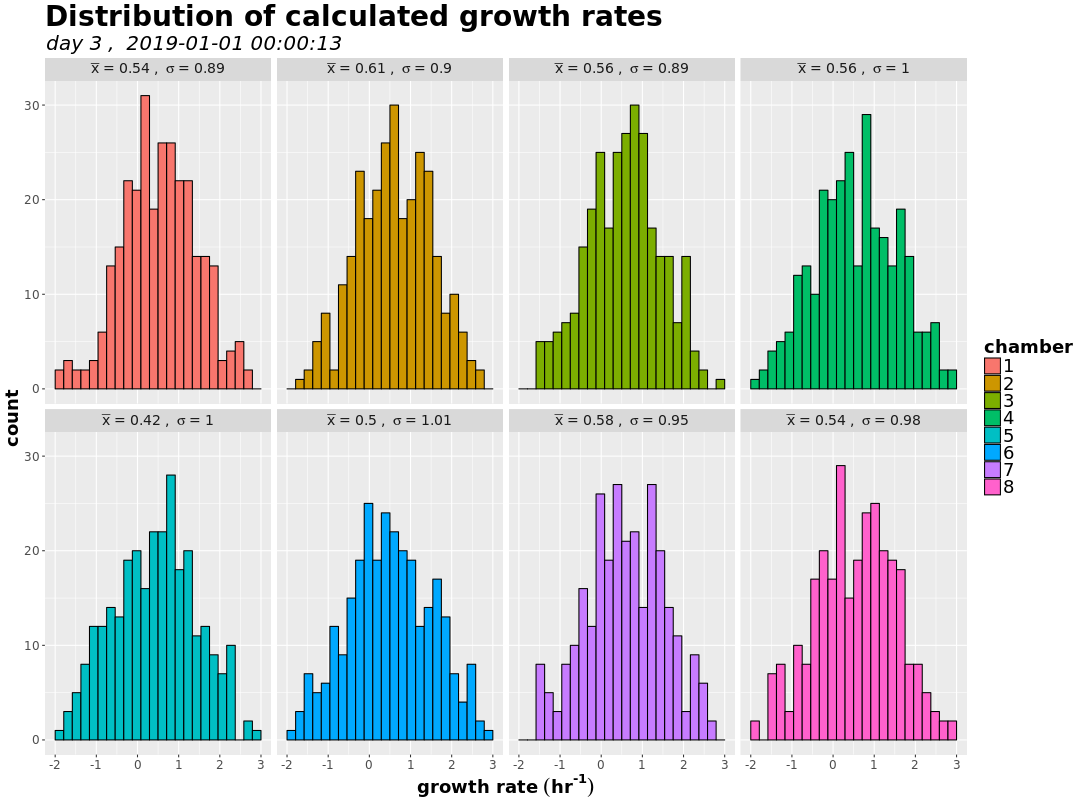 Distribution of calculated growth rates
day 3 ,  2019-01-01 00:00:13
x̅ = 0.54 ,  σ = 0.89
x̅ = 0.61 ,  σ = 0.9
x̅ = 0.56 ,  σ = 0.89
x̅ = 0.56 ,  σ = 1
30
20
10
0
x̅ = 0.42 ,  σ = 1
x̅ = 0.5 ,  σ = 1.01
x̅ = 0.58 ,  σ = 0.95
x̅ = 0.54 ,  σ = 0.98
30
20
10
0
-2 -1 0 1 2 3
-2 -1 0 1 2 3
-2 -1 0 1 2 3
-2 -1 0 1 2 3
count
growth rate (hr⁻¹)
chamber
1
2
3
4
5
6
7
8